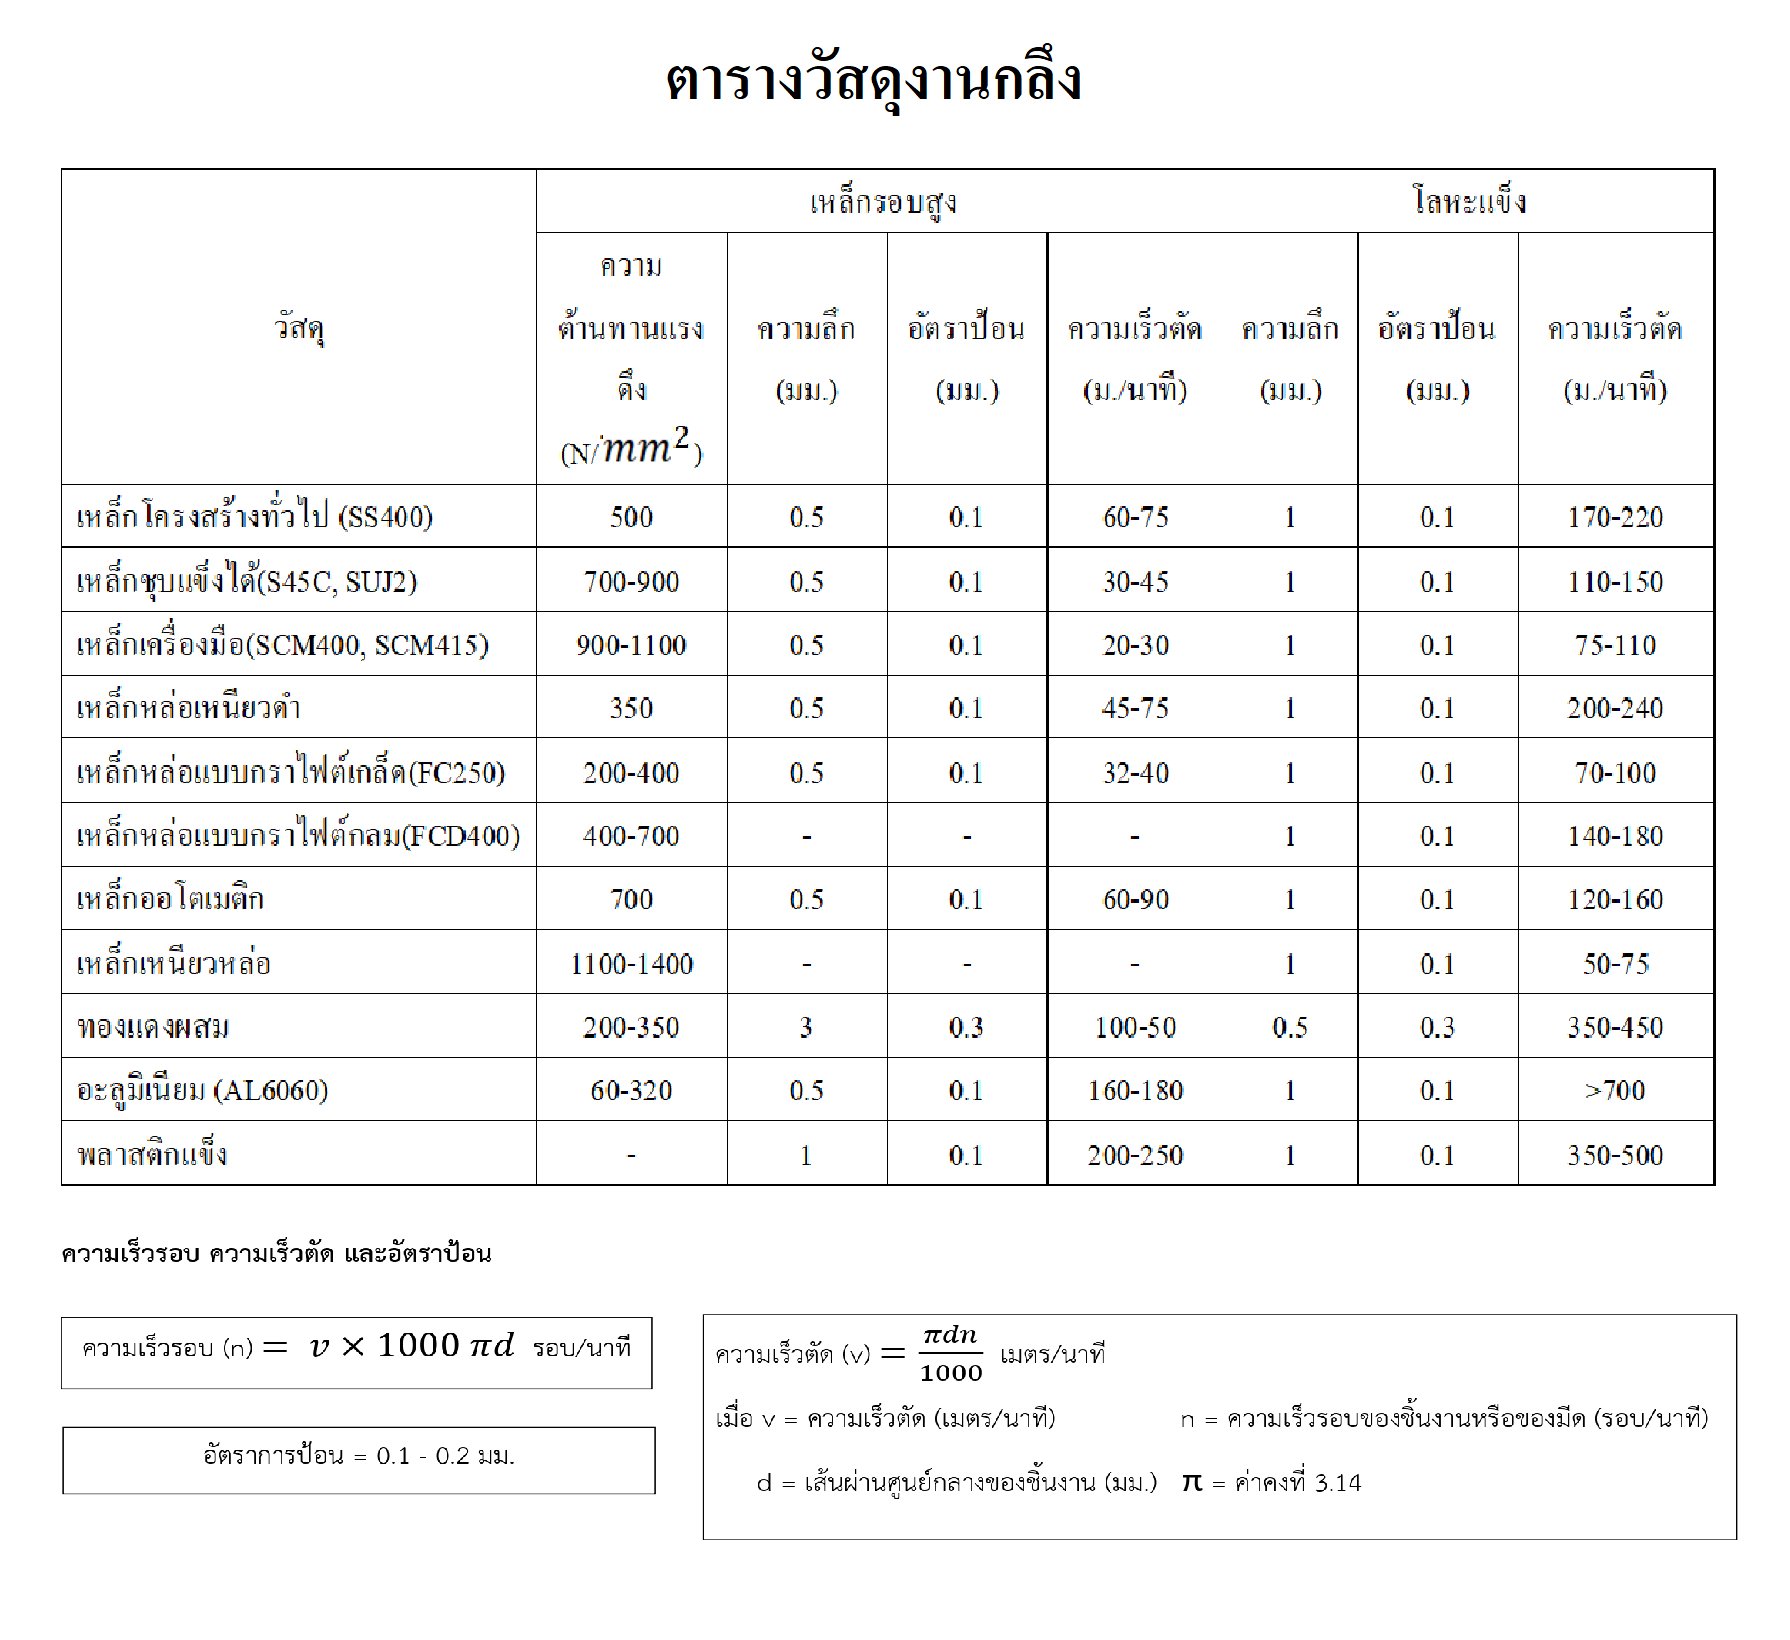 ตารางวัสดุงานกลึง
วัสดุ
เหล็กรอบสูง
โลหะแข็ง
ความ
ต้านทานแรง
ดึง
(N/mm²)
ความลึก
(มม.)
อัตราป้อน
(มม.)
ความเร็วตัด
(ม./นาที)
ความลึก
(มม.)
อัตราป้อน
(มม.)
ความเร็วตัด
(ม./นาที)
เหล็กโครงสร้างทั่วไป (SS400) 500 0.5 0.1 60-75 1 0.1 170-220
เหล็กชุบแข็งได้(S45C, SUJ2) 700-900 0.5 0.1 30-45 1 0.1 110-150
เหล็กเครื่องมือ(SCM400, SCM415) 900-1100 0.5 0.1 20-30 1 0.1 75-110
เหล็กหล่อเหนียวดำ 350 0.5 0.1 45-75 1 0.1 200-240
เหล็กหล่อแบบกราไฟต์เกล็ด(FC250) 200-400 0.5 0.1 32-40 1 0.1 70-100
เหล็กหล่อแบบกราไฟต์กลม(FCD400) 400-700 - - - 1 0.1 140-180
เหล็กออโตเมติก 700 0.5 0.1 60-90 1 0.1 120-160
เหล็กเหนียวหล่อ 1100-1400 - - - 1 0.1 50-75
ทองแดงผสม 200-350 3 0.3 100-50 0.5 0.3 350-450
อะลูมิเนียม (AL6060) 60-320 0.5 0.1 160-180 1 0.1 >700
พลาสติกแข็ง - 1 0.1 200-250 1 0.1 350-500
ความเร็วรอบ ความเร็วตัด และอัตราป้อน
ความเร็วรอบ (n) = v × 1000 πd รอบ/นาที
อัตราการป้อน = 0.1 - 0.2 มม.
ความเร็วตัด (v) = πdn/1000 เมตร/นาที
เมื่อ v = ความเร็วตัด (เมตร/นาที) n = ความเร็วรอบของชิ้นงานหรือของมีด (รอบ/นาที)
d = เส้นผ่านศูนย์กลางของชิ้นงาน (มม.) π = ค่าคงที่ 3.14